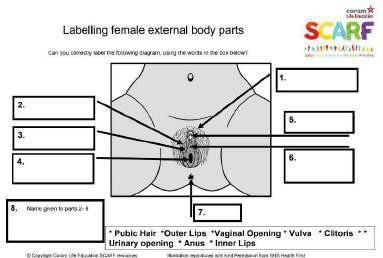 coram
Life Education
SCARF
Labelling female external body parts
Can you correctly label the following diagram, using the words in the box below?
1.
2.
3.
4.
5.
6.
7.
8. Name given to parts 2- 6
* Pubic Hair *Outer Lips *Vaginal Opening * Vulva * Clitoris * *
Urinary opening * Anus * Inner Lips
© Copyright Coram Life Education SCARF resources Illustration reproduced with kind Permission from NHS Health First